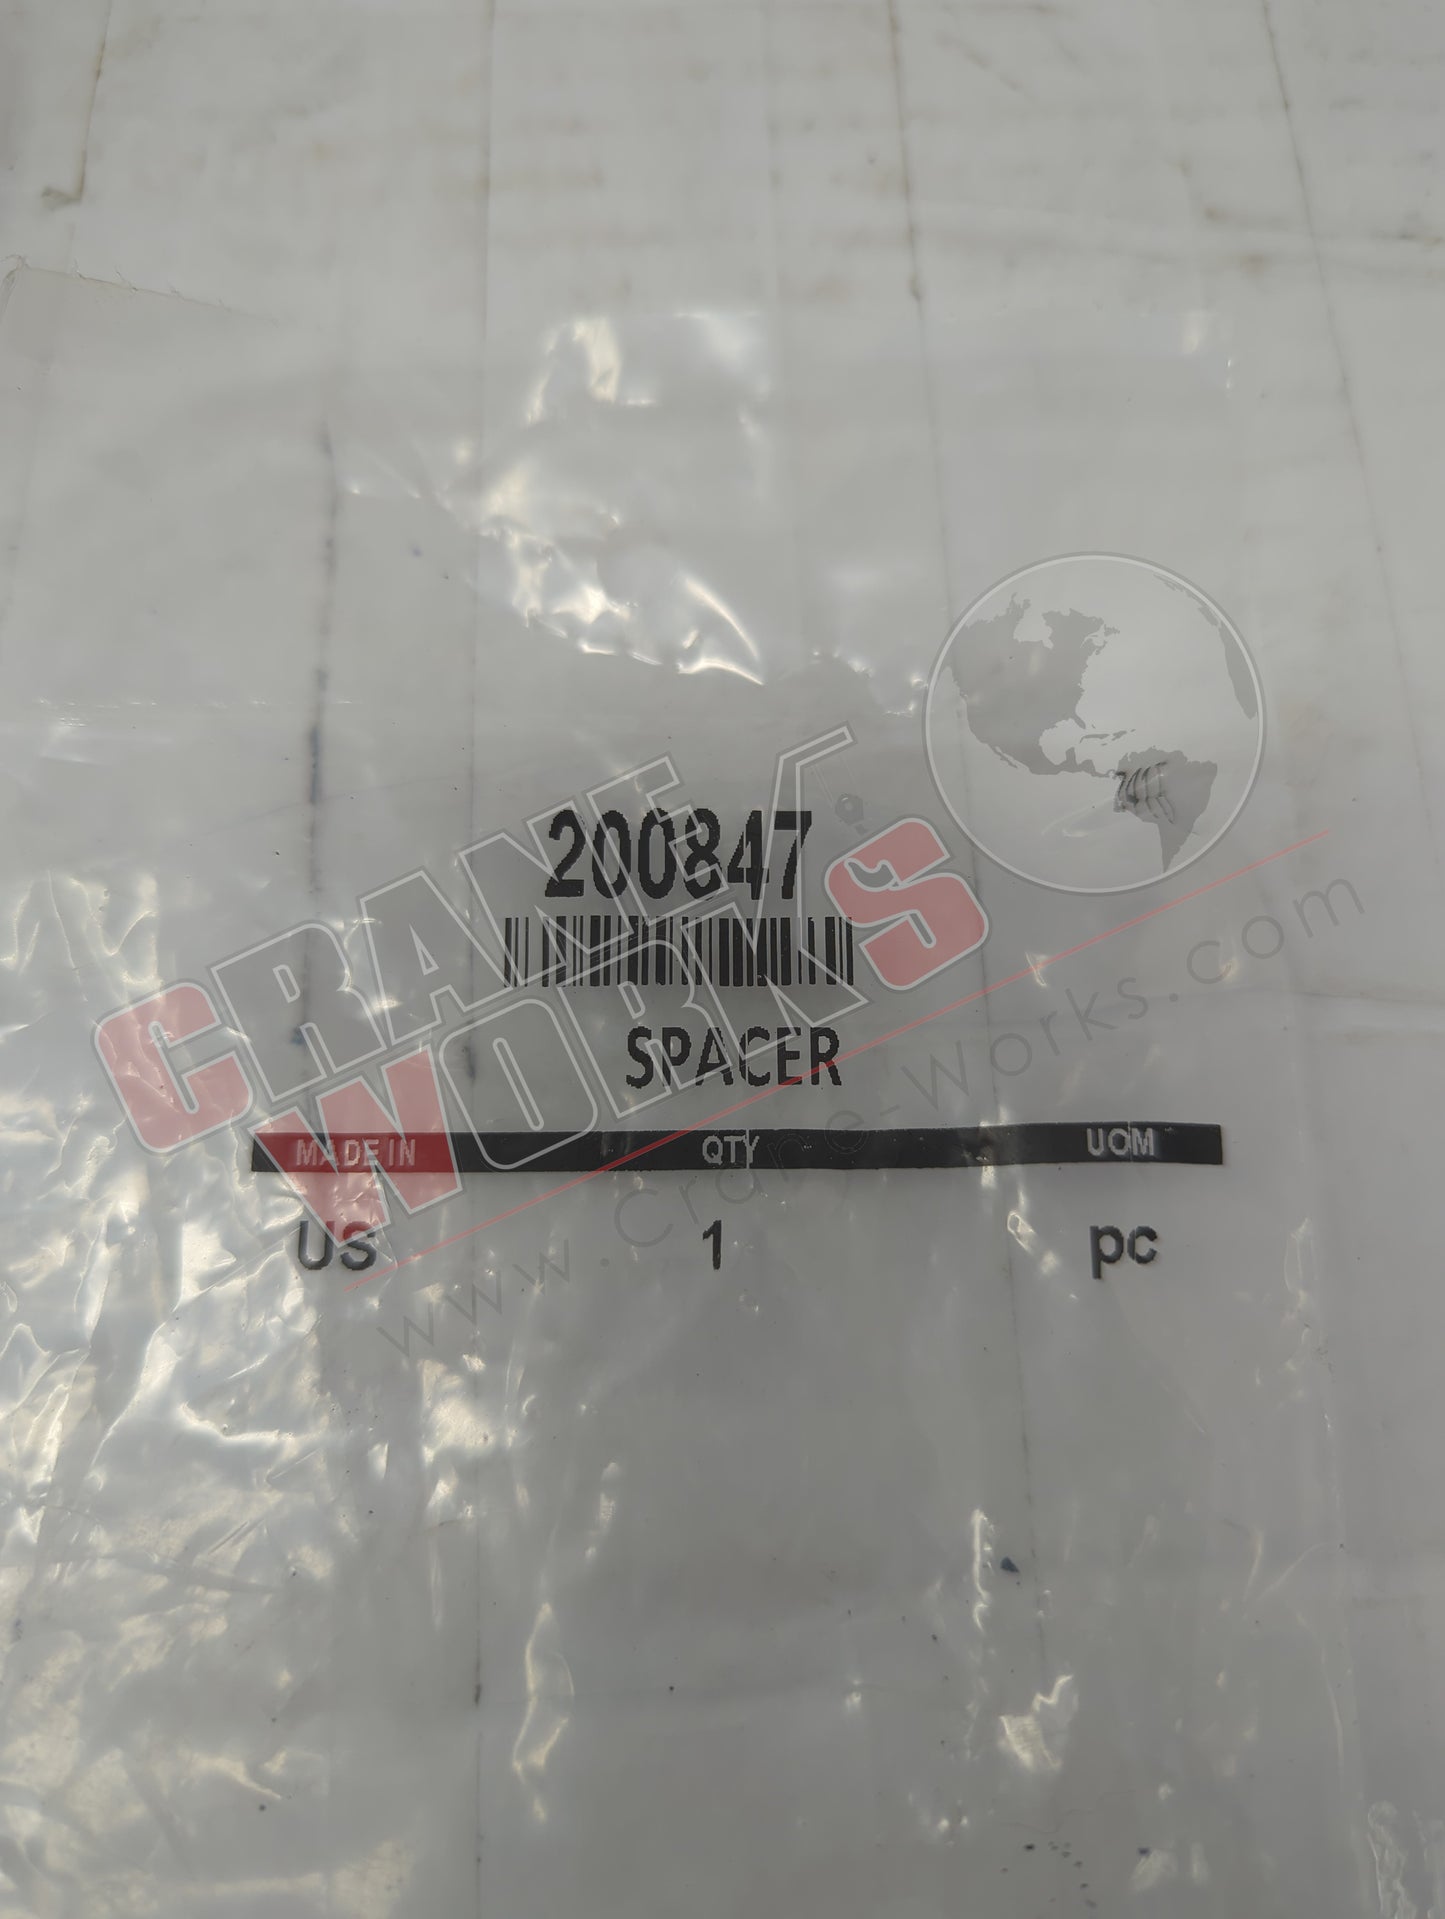 200847
SPACER
MADE IN QTY UOM
US 1 pc
CRANE
WORKS
www.Crane-Works.com